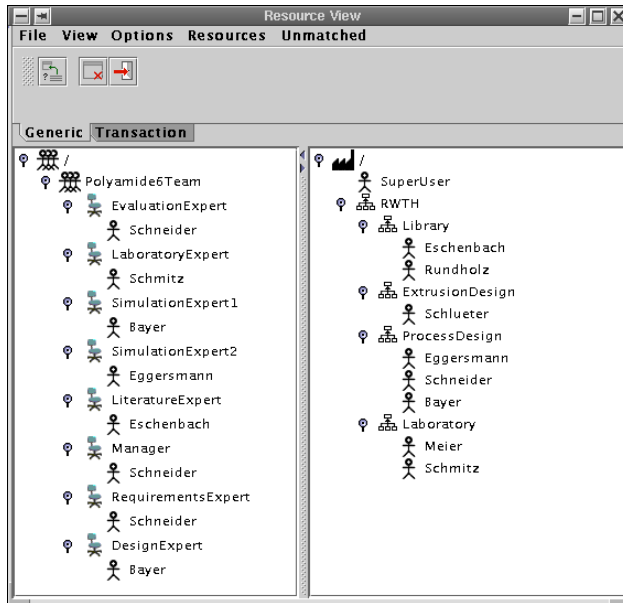 Resource View
File View Options Resources Unmatched
Generic Transaction
/
Polyamide6Team
EvaluationExpert
Schneider
LaboratoryExpert
Schmitz
SimulationExpert1
Bayer
SimulationExpert2
Eggersmann
LiteratureExpert
Eschenbach
Manager
Schneider
RequirementsExpert
Schneider
DesignExpert
Bayer
/
SuperUser
RWTH
Library
Eschenbach
Rundholz
ExtrusionDesign
Schlueter
ProcessDesign
Eggersmann
Schneider
Bayer
Laboratory
Meier
Schmitz